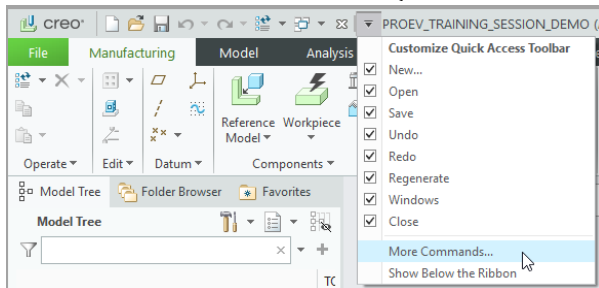 creo°
PROEV_TRAINING_SESSION_DEMO (
File Manufacturing Model Analysis
Customize Quick Access Toolbar
New...
Open
Save
Undo
Redo
Regenerate
Windows
Close
More Commands...
Show Below the Ribbon
Reference Model
Workpiece
Operate Edit Datum Components
Model Tree Folder Browser Favorites
Model Tree